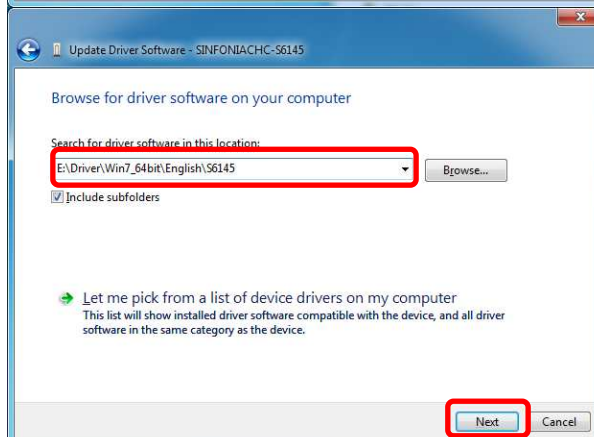 Update Driver Software - SINFONIACHC-S6145
Browse for driver software on your computer
Search for driver software in this location:
E:\Driver\Win7_64bit\English\S6145
Browse...
Include subfolders
Let me pick from a list of device drivers on my computer
This list will show installed driver software compatible with the device, and all driver
software in the same category as the device.
Next
Cancel